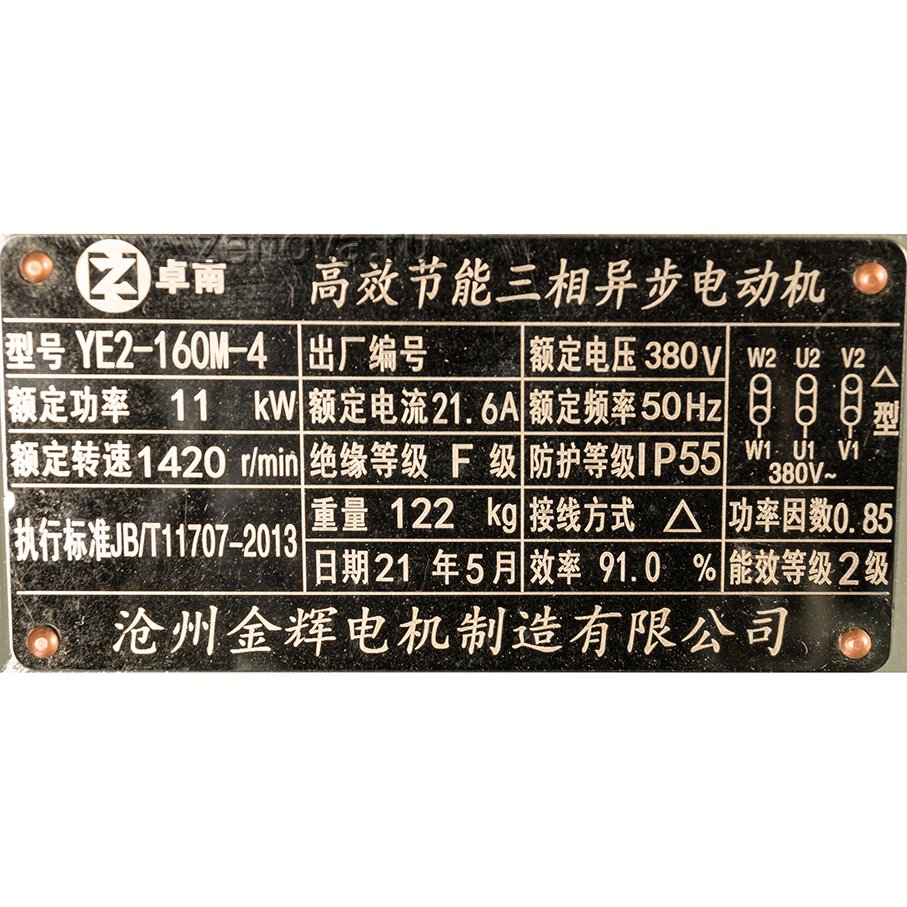 zenova.ru
卓南 高效节能三相异步电动机
型号 YE2-160M-4 出厂编号 额定电压 380V
额定功率 11 kW 额定电流 21.6A 额定频率 50Hz
额定转速 1420 r/min 绝缘等级 F 级 防护等级 IP55
W2 U2 V2 △型
W1 U1 V1
380V~
执行标准 JB/T11707-2013 重量 122 kg 接线方式 △ 功率因数 0.85
日期 21 年 5 月 效率 91.0 % 能效等级 2 级
沧州金辉电机制造有限公司